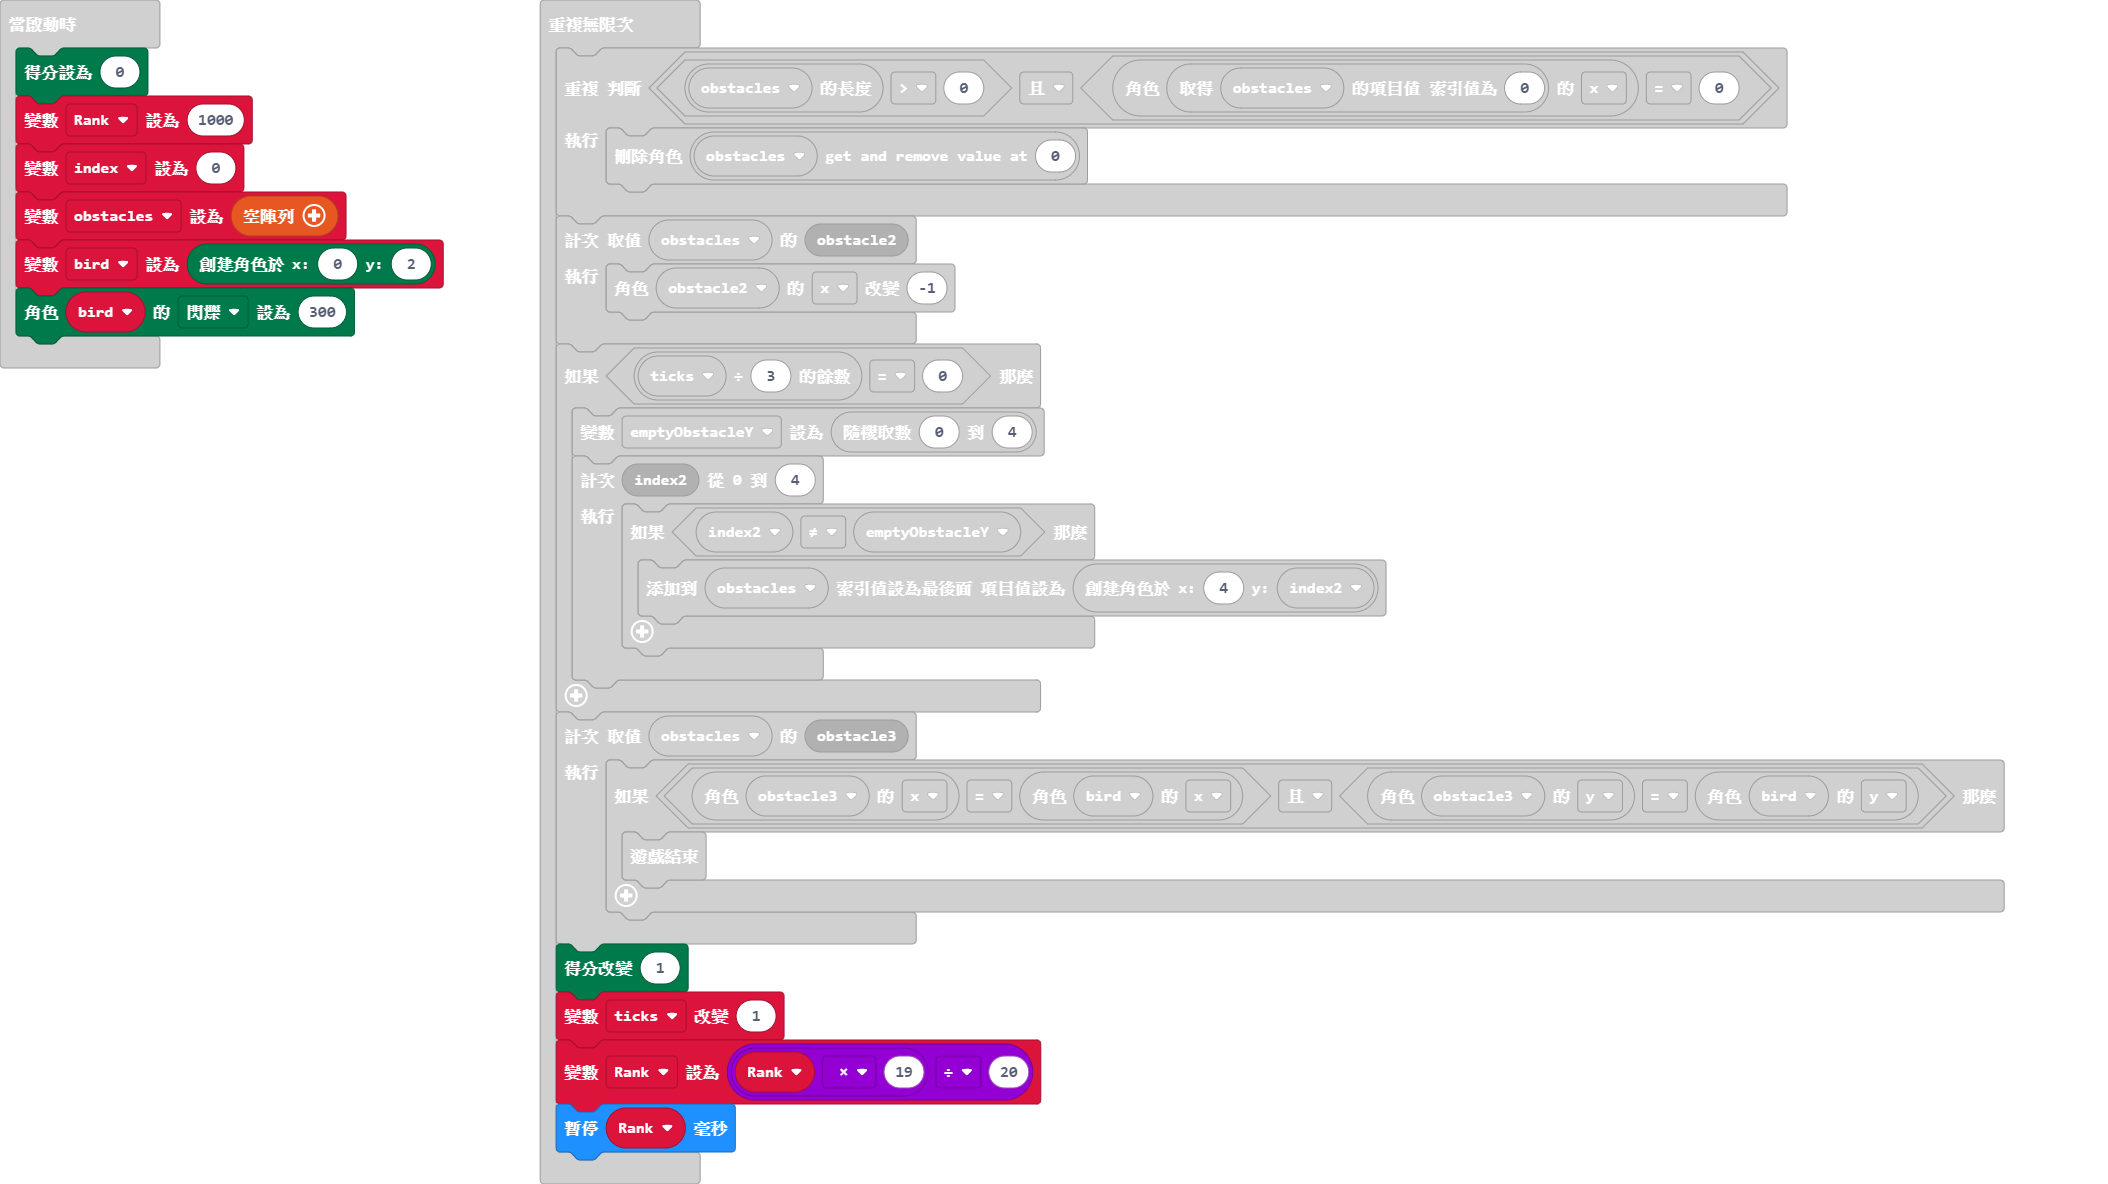 當啟動時
得分設為 0
變數 Rank 設為 1000
變數 index 設為 0
變數 obstacles 設為 空陣列
變數 bird 設為 創建角色於 x: 0 y: 2
角色 bird 的 閃爍 設為 300
重複無限次
重複 判斷 obstacles 的長度 > 0 且 角色 取得 obstacles 的項目值 索引值為 0 的 x = 0
執行 刪除角色 obstacles get and remove value at 0
計次 取值 obstacles 的 obstacle2
執行 角色 obstacle2 的 x 改變 -1
如果 ticks ÷ 3 的餘數 = 0 那麼
變數 emptyObstacleY 設為 隨機取數 0 到 4
計次 index2 從 0 到 4
執行 如果 index2 ≠ emptyObstacleY 那麼
添加到 obstacles 索引值設為最後面 項目值設為 創建角色於 x: 4 y: index2
計次 取值 obstacles 的 obstacle3
執行 如果 角色 obstacle3 的 x = 角色 bird 的 x 且 角色 obstacle3 的 y = 角色 bird 的 y 那麼
遊戲結束
得分改變 1
變數 ticks 改變 1
變數 Rank 設為 Rank × 19 ÷ 20
暫停 Rank 毫秒